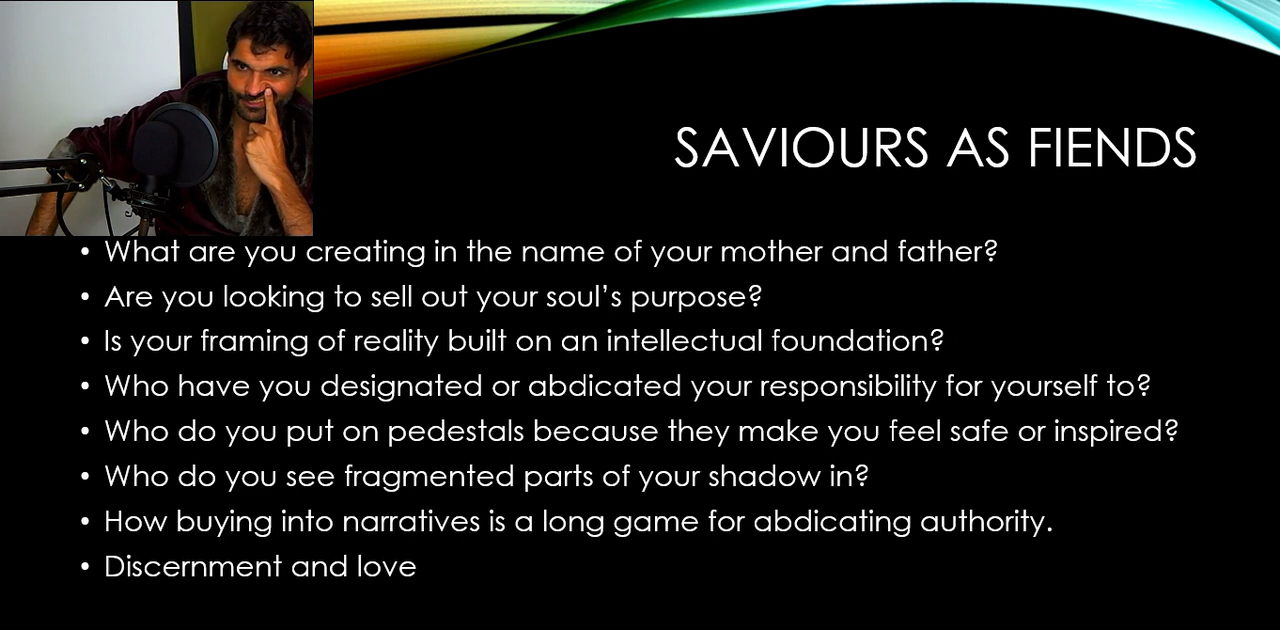 SAVIOURS AS FIENDS
• What are you creating in the name of your mother and father?
• Are you looking to sell out your soul’s purpose?
• Is your framing of reality built on an intellectual foundation?
• Who have you designated or abdicated your responsibility for yourself to?
• Who do you put on pedestals because they make you feel safe or inspired?
• Who do you see fragmented parts of your shadow in?
• How buying into narratives is a long game for abdicating authority.
• Discernment and love